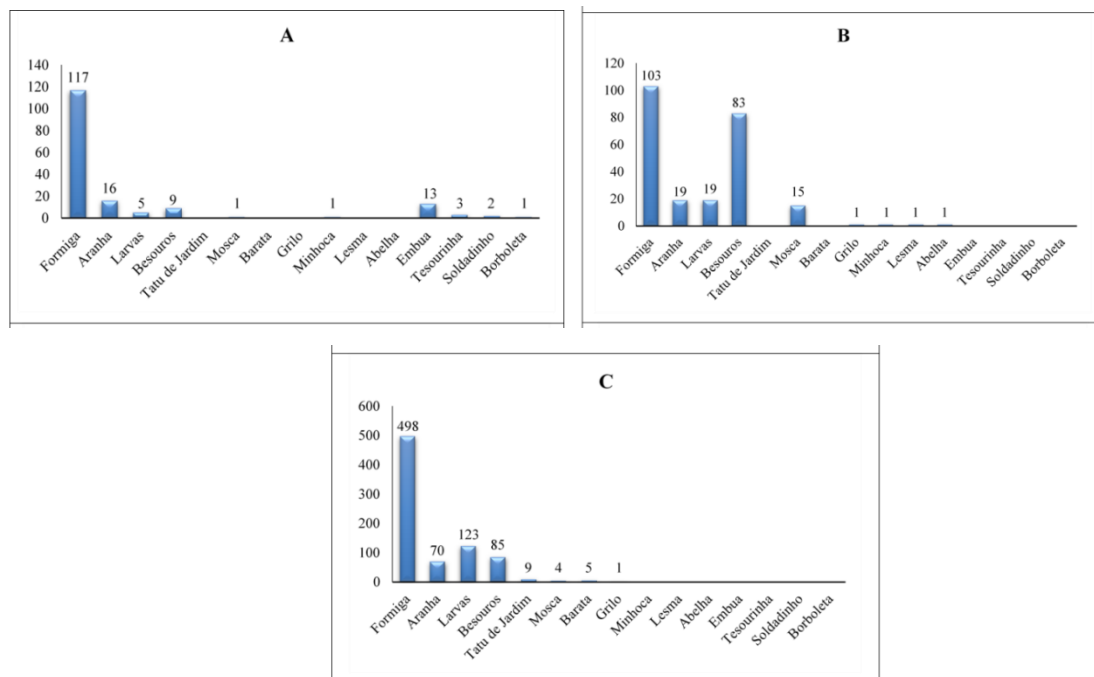 A
140
120
100
80
60
40
20
0
117
16
5
9
1
1
13
3
2
1
Formiga
Aranha
Larvas
Besouros
Tatu de Jardim
Mosca
Barata
Grilo
Minhoca
Lesma
Abelha
Embua
Tesourinha
Soldadinho
Borboleta
B
120
100
80
60
40
20
0
103
19
19
83
15
1
1
1
1
Formiga
Aranha
Larvas
Besouros
Tatu de Jardim
Mosca
Barata
Grilo
Minhoca
Lesma
Abelha
Embua
Tesourinha
Soldadinho
Borboleta
C
600
500
400
300
200
100
0
498
70
123
85
9
4
5
1
Formiga
Aranha
Larvas
Besouros
Tatu de Jardim
Mosca
Barata
Grilo
Minhoca
Lesma
Abelha
Embua
Tesourinha
Soldadinho
Borboleta